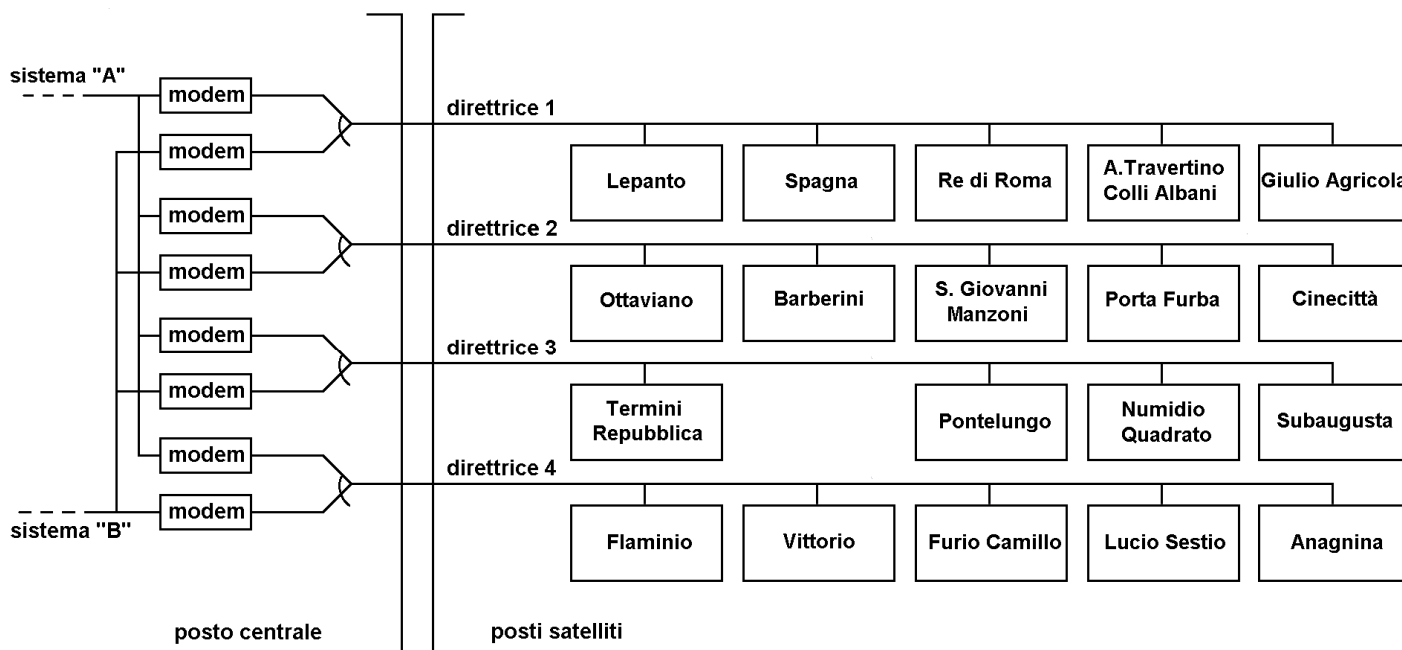 sistema "A"
modem
modem
direttrice 1
Lepanto
Spagna
Re di Roma
A.Travertino
Colli Albani
Giulio Agricola
modem
modem
direttrice 2
Ottaviano
Barberini
S. Giovanni
Manzoni
Porta Furba
Cinecittà
modem
modem
direttrice 3
Termini
Repubblica
Pontelungo
Numidio
Quadrato
Subaugusta
modem
modem
direttrice 4
Flaminio
Vittorio
Furio Camillo
Lucio Sestio
Anagnina
sistema "B"
posto centrale
posti satelliti